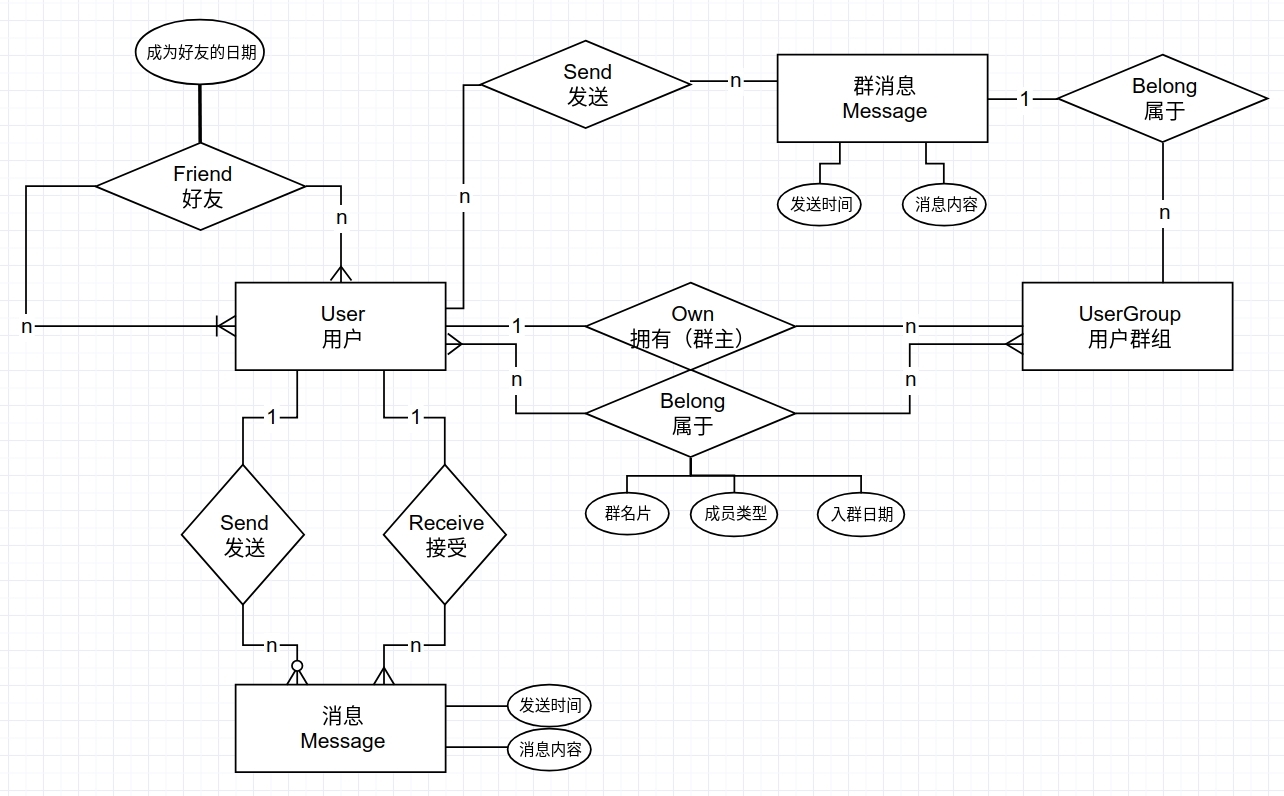 成为好友的日期
Send
发送
n
群消息
Message
1
Belong
属于
Friend
好友
n
n
发送时间
消息内容
n
n
User
用户
1
Own
拥有（群主）
n
UserGroup
用户群组
n
Belong
属于
n
1
1
群名片
成员类型
入群日期
Send
发送
Receive
接受
n
n
消息
Message
发送时间
消息内容